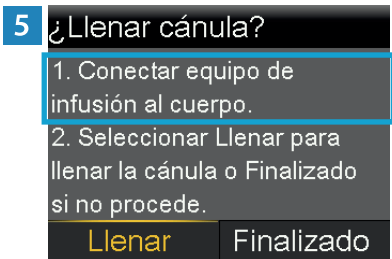 5
¿Llenar cánula?
1. Conectar equipo de
infusión al cuerpo.
2. Seleccionar Llenar para
llenar la cánula o Finalizado
si no procede.
Llenar Finalizado